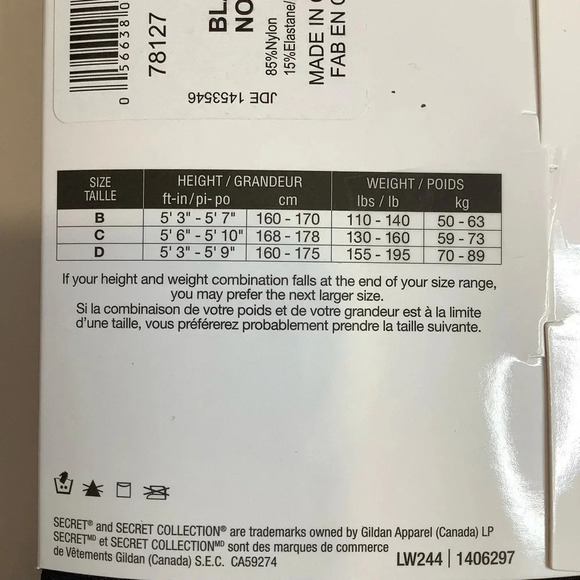 056638
78127
BL
NO
85%Nylon
15%Elastane/
MADE IN
FAB EN
JDE 1453546
SIZE HEIGHT / GRANDEUR WEIGHT / POIDS
TAILLE ft-in/pi-po cm lbs / lb kg
B 5' 3" - 5' 7" 160 - 170 110 - 140 50 - 63
C 5' 6" - 5' 10" 168 - 178 130 - 160 59 - 73
D 5' 3" - 5' 9" 160 - 175 155 - 195 70 - 89
If your height and weight combination falls at the end of your size range,
you may prefer the next larger size.
Si la combinaison de votre poids et de votre grandeur est à la limite
d'une taille, vous préférerez probablement prendre la taille suivante.
SECRET® and SECRET COLLECTION® are trademarks owned by Gildan Apparel (Canada) LP
SECRETMD et SECRET COLLECTIONMD sont des marques de commerce
de Vêtements Gildan (Canada) S.E.C. CA59274
LW244 | 1406297